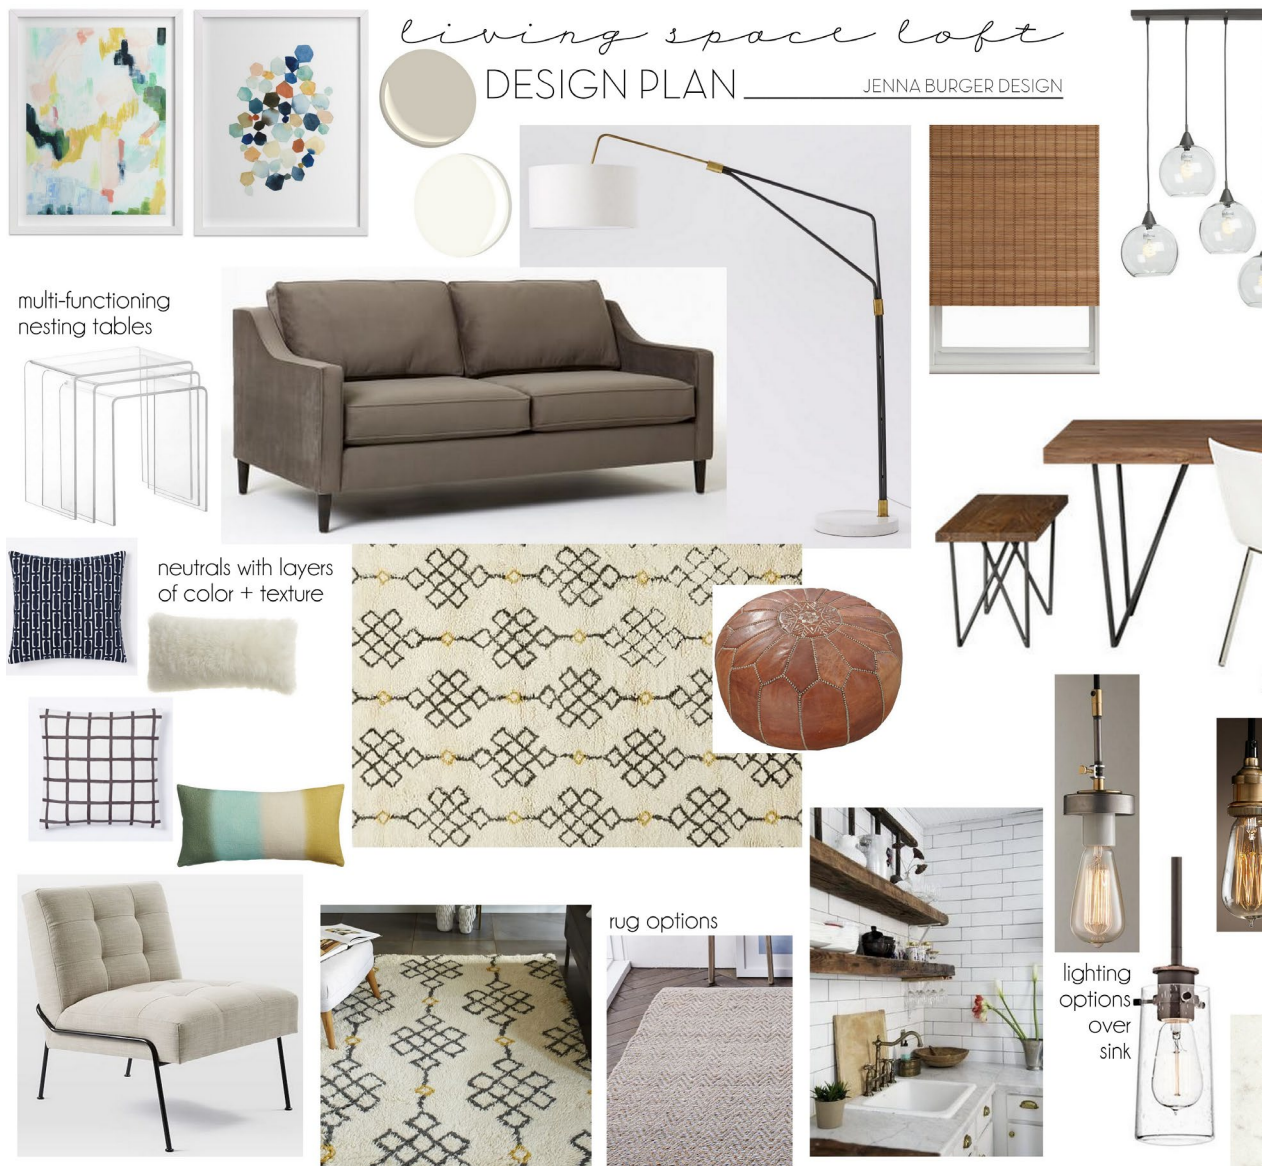 living space loft
DESIGN PLAN
JENNA BURGER DESIGN
multi-functioning
nesting tables
neutrals with layers
of color + texture
rug options
lighting
options
over
sink